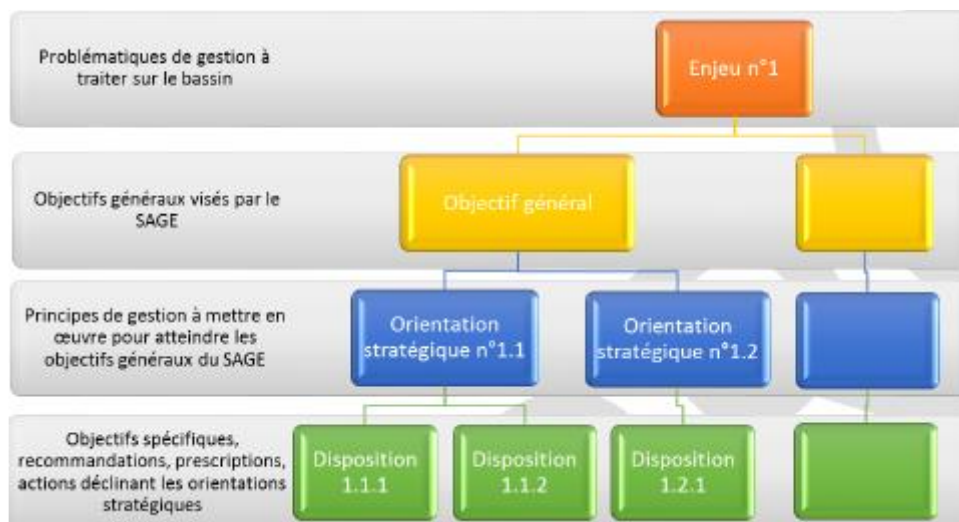 Problématiques de gestion à
traiter sur le bassin
Enjeu n°1
Objectifs généraux visés par le
SAGE
Objectif général
Principes de gestion à mettre en
œuvre pour atteindre les
objectifs généraux du SAGE
Orientation
stratégique n°1.1
Orientation
stratégique n°1.2
Objectifs spécifiques,
recommandations, prescriptions,
actions déclinant les orientations
stratégiques
Disposition
1.1.1
Disposition
1.1.2
Disposition
1.2.1